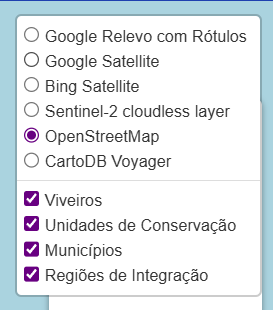 Google Relevo com Rótulos
Google Satellite
Bing Satellite
Sentinel-2 cloudless layer
OpenStreetMap
CartoDB Voyager
Viveiros
Unidades de Conservação
Municípios
Regiões de Integração